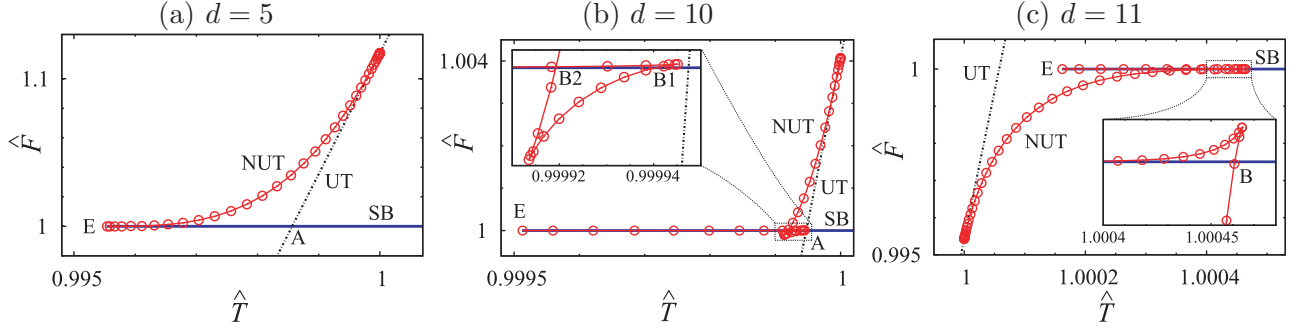 (a) d = 5
F̂
1.1
1
0.995
1
T̂
E
NUT
UT
SB
A
(b) d = 10
1.004
1
0.9995
1
T̂
E
NUT
UT
SB
A
B2
B1
0.99992
0.99994
(c) d = 11
F̂
1
0.995
1
1.0002
1.0004
T̂
UT
E
SB
NUT
B
1.0004
1.00045